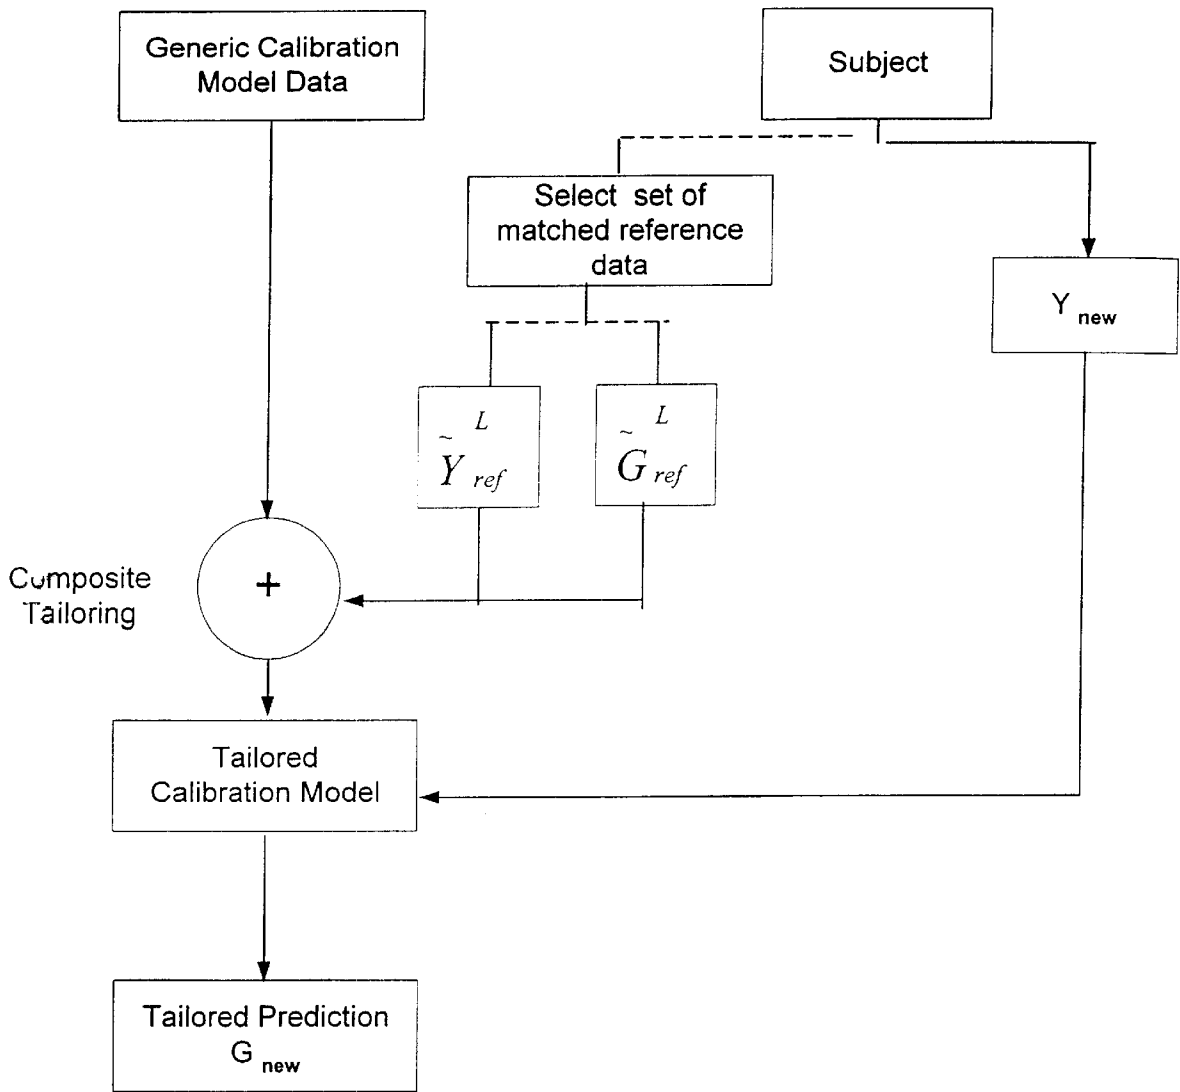 Generic Calibration
Model Data
Subject
Select set of
matched reference
data
Y new
L
~
Y ref
L
~
G ref
Composite
Tailoring
+
Tailored
Calibration Model
Tailored Prediction
G new